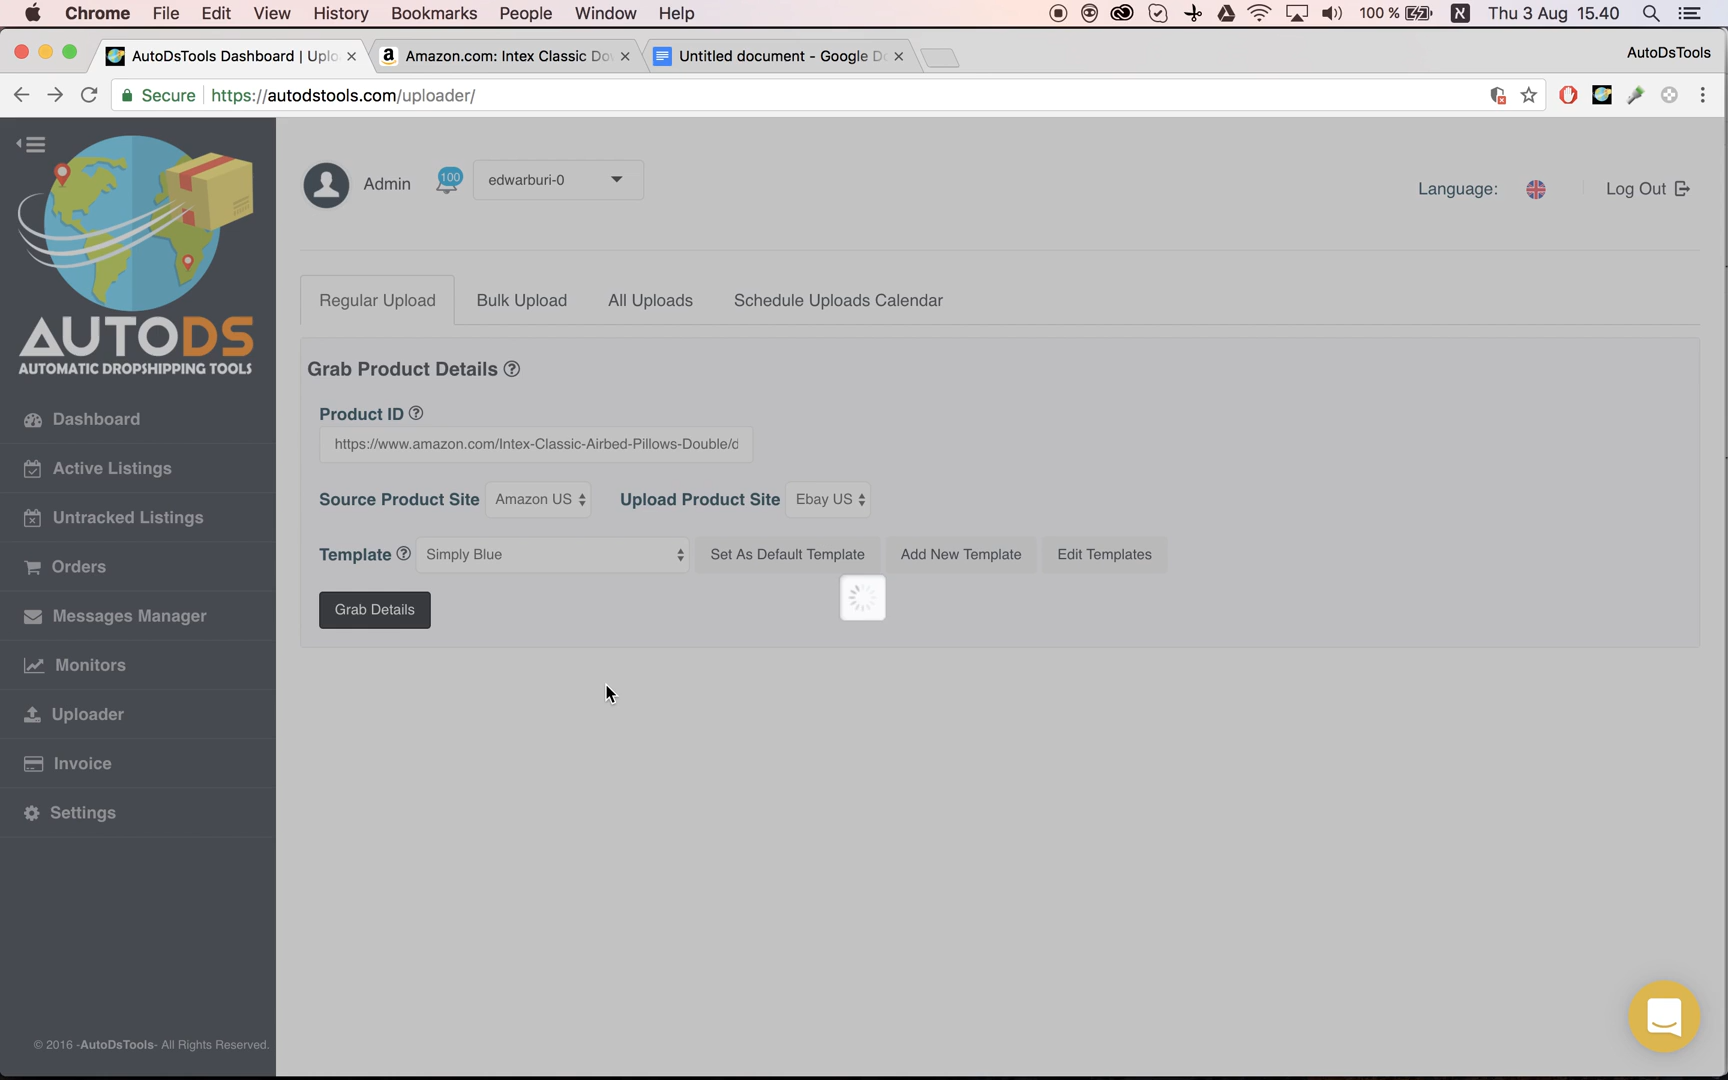 Chrome File Edit View History Bookmarks People Window Help 100 % Thu 3 Aug 15.40
AutoDsTools Dashboard | Uplo Amazon.com: Intex Classic Do Untitled document - Google D AutoDsTools
Secure https://autodstools.com/uploader/
Admin 100 edwarburi-0 Language: Log Out
AUTODS
AUTOMATIC DROPSHIPPING TOOLS
Dashboard
Active Listings
Untracked Listings
Orders
Messages Manager
Monitors
Uploader
Invoice
Settings
© 2016 -AutoDsTools- All Rights Reserved.
Regular Upload Bulk Upload All Uploads Schedule Uploads Calendar
Grab Product Details ?
Product ID ?
https://www.amazon.com/Intex-Classic-Airbed-Pillows-Double/d
Source Product Site Amazon US Upload Product Site Ebay US
Template ? Simply Blue Set As Default Template Add New Template Edit Templates
Grab Details